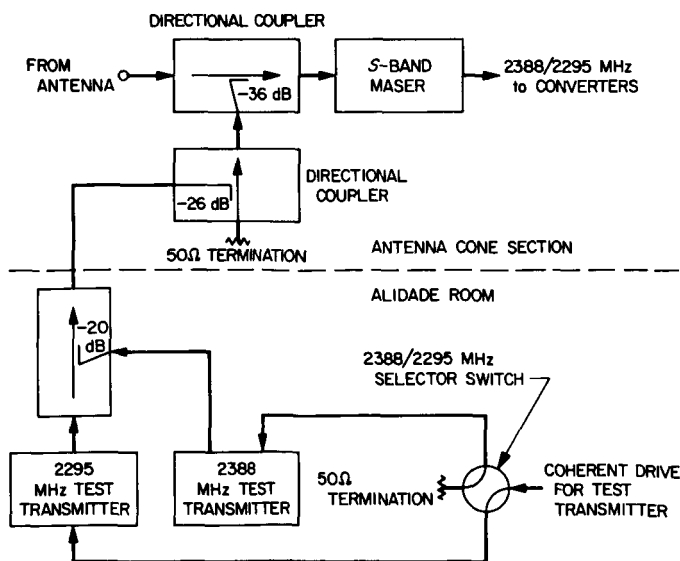 DIRECTIONAL COUPLER
FROM
ANTENNA
−36 dB
S-BAND
MASER
2388/2295 MHz
to CONVERTERS
−26 dB
DIRECTIONAL
COUPLER
50Ω TERMINATION
ANTENNA CONE SECTION
ALIDADE ROOM
−20
dB
2388/2295 MHz
SELECTOR SWITCH
2295
MHz TEST
TRANSMITTER
2388
MHz TEST
TRANSMITTER
50Ω
TERMINATION
COHERENT DRIVE
FOR TEST
TRANSMITTER